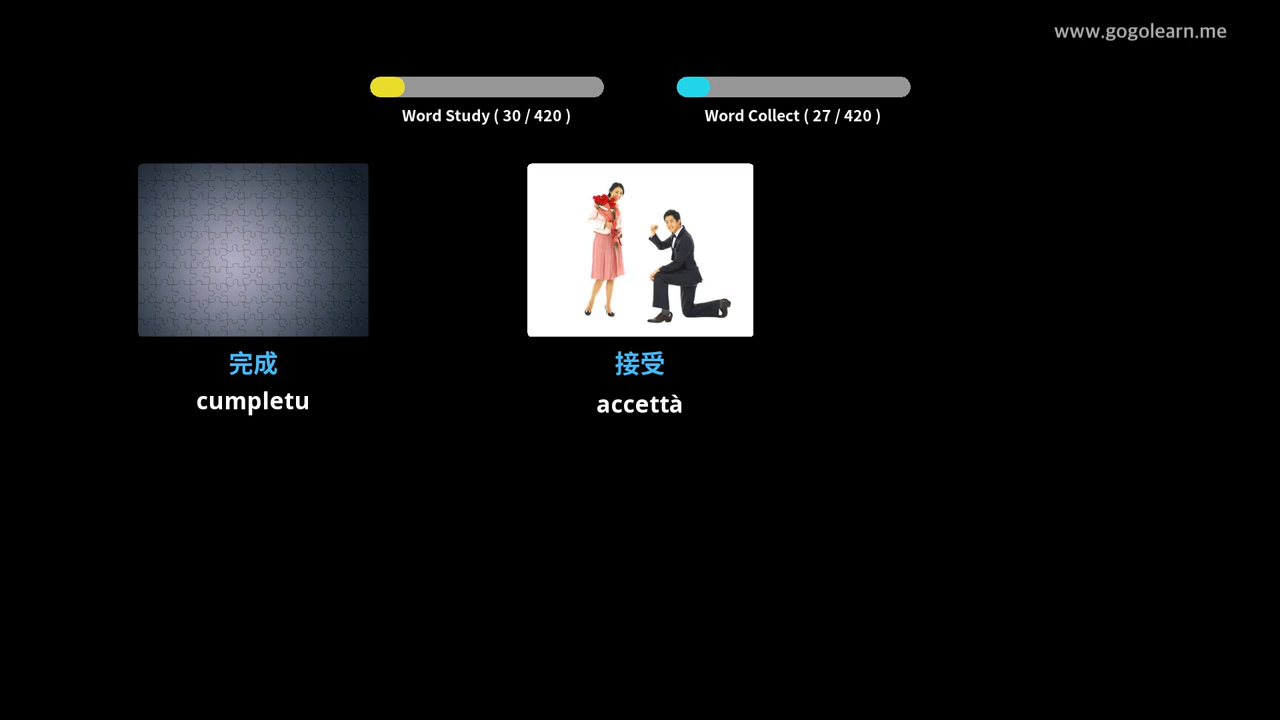 www.gogolearn.me
Word Study ( 30 / 420 )
Word Collect ( 27 / 420 )
完成
cumpletu
接受
accettà